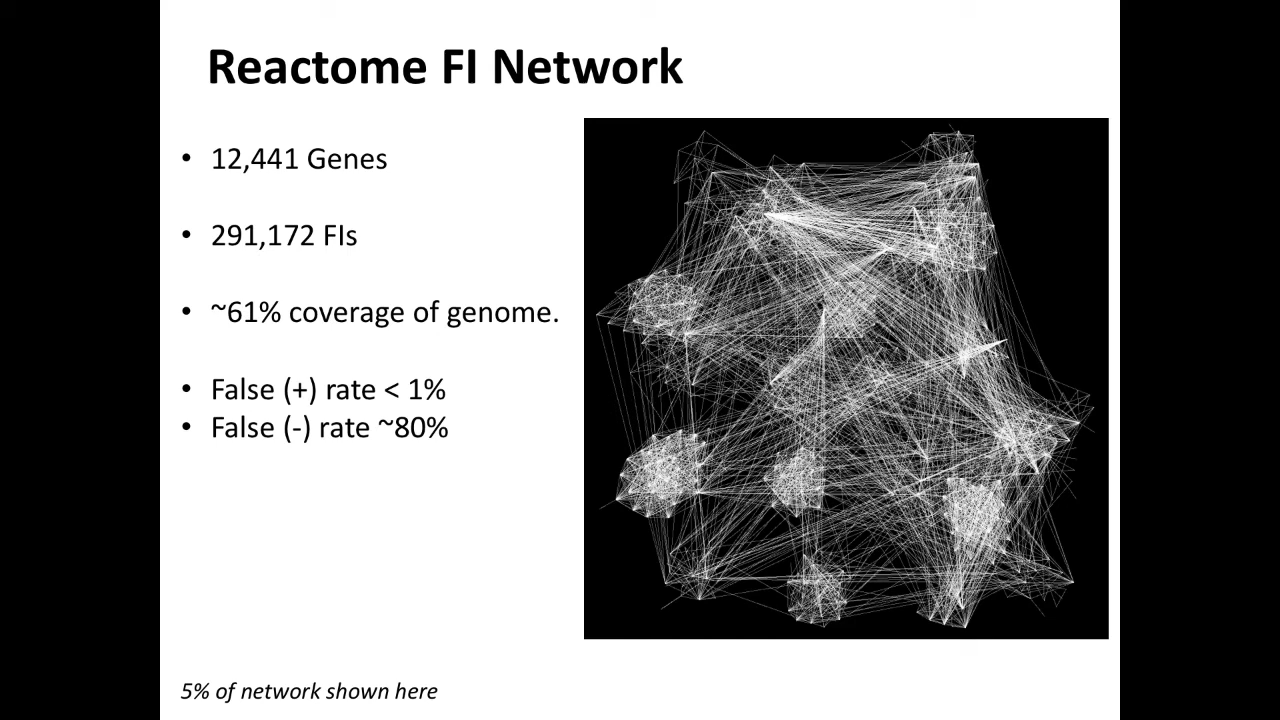 Reactome FI Network
• 12,441 Genes
• 291,172 FIs
• ~61% coverage of genome.
• False (+) rate < 1%
• False (-) rate ~80%
5% of network shown here